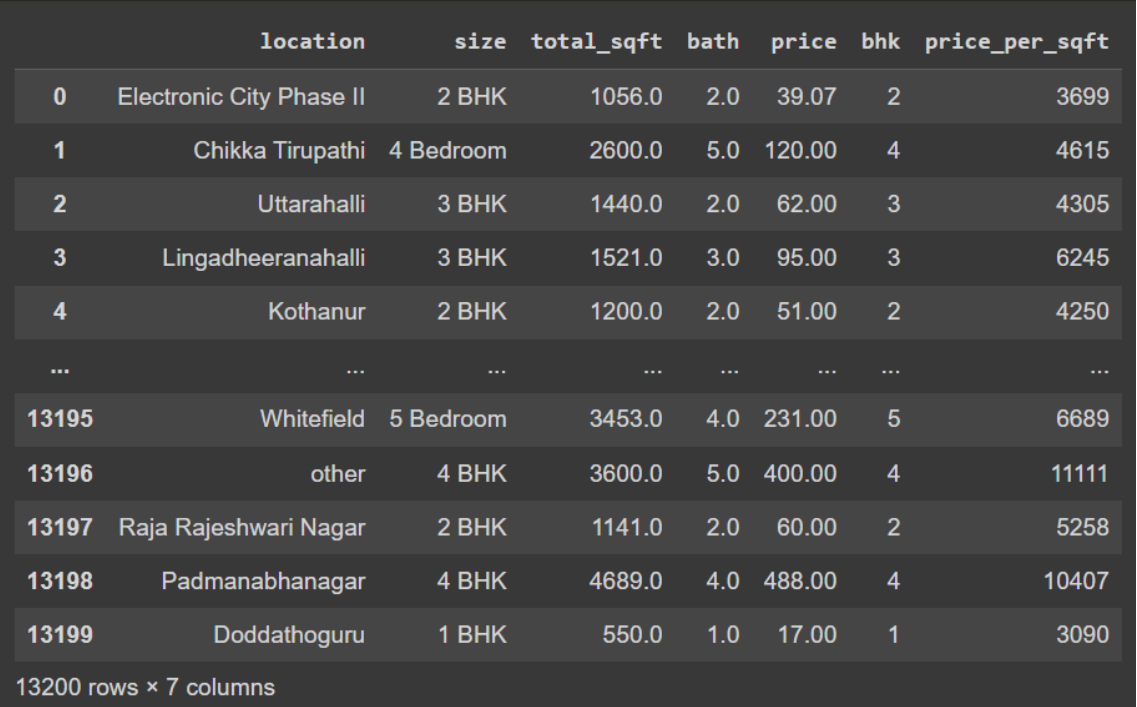 location size total_sqft bath price bhk price_per_sqft
0 Electronic City Phase II 2 BHK 1056.0 2.0 39.07 2 3699
1 Chikka Tirupathi 4 Bedroom 2600.0 5.0 120.00 4 4615
2 Uttarahalli 3 BHK 1440.0 2.0 62.00 3 4305
3 Lingadheeranahalli 3 BHK 1521.0 3.0 95.00 3 6245
4 Kothanur 2 BHK 1200.0 2.0 51.00 2 4250
... ... ... ... ... ... ... ...
13195 Whitefield 5 Bedroom 3453.0 4.0 231.00 5 6689
13196 other 4 BHK 3600.0 5.0 400.00 4 11111
13197 Raja Rajeshwari Nagar 2 BHK 1141.0 2.0 60.00 2 5258
13198 Padmanabhanagar 4 BHK 4689.0 4.0 488.00 4 10407
13199 Doddathoguru 1 BHK 550.0 1.0 17.00 1 3090
13200 rows × 7 columns